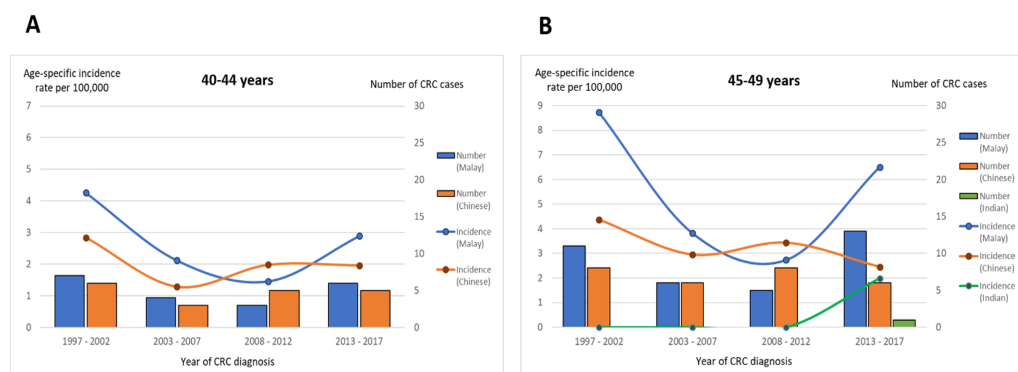 A
Age-specific incidence
rate per 100,000
40-44 years
Number of CRC cases
7
6
5
4
3
2
1
0
30
25
20
15
10
5
0
1997 - 2002
2003 - 2007
2008 - 2012
2013 - 2017
Year of CRC diagnosis
Number
(Malay)
Number
(Chinese)
Incidence
(Malay)
Incidence
(Chinese)
B
Age-specific incidence
rate per 100,000
45-49 years
Number of CRC cases
9
8
7
6
5
4
3
2
1
0
30
25
20
15
10
5
0
1997 - 2002
2003 - 2007
2008 - 2012
2013 - 2017
Year of CRC diagnosis
Number
(Malay)
Number
(Chinese)
Number
(Indian)
Incidence
(Malay)
Incidence
(Chinese)
Incidence
(Indian)